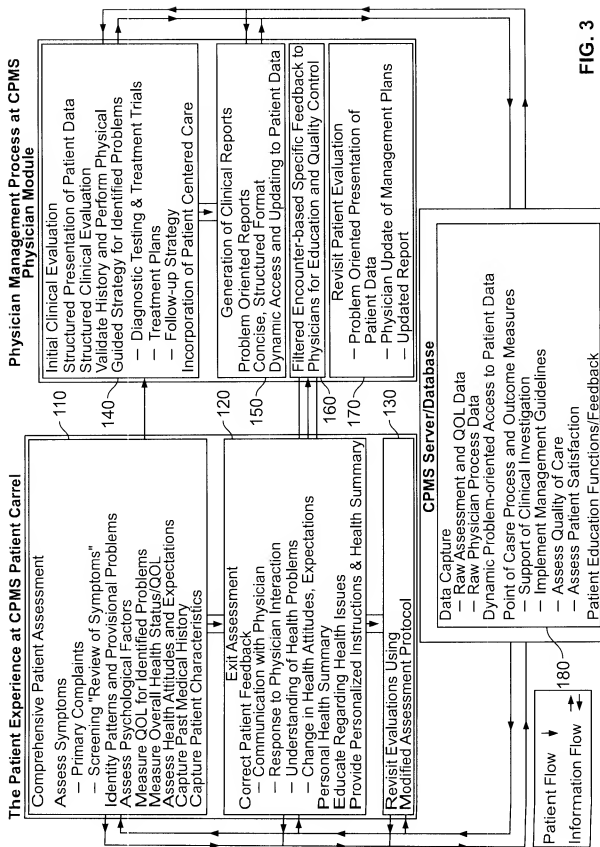 The Patient Experience at CPMS Patient Carrel
Comprehensive Patient Assessment
Assess Symptoms
– Primary Complaints
– Screening "Review of Symptoms"
Identify Patterns and Provisional Problems
Assess Psychological Factors
Measure QOL for Identified Problems
Measure Overall Health Status/QOL
Assess Health Attitudes and Expectations
Capture Past Medical History
Capture Patient Characteristics
110
120
Exit Assessment
Correct Patient Feedback
– Communication with Physician
– Response to Physician Interaction
– Understanding of Health Problems
– Change in Health Attitudes, Expectations
Personal Health Summary
Educate Regarding Health Issues
Provide Personalized Instructions & Health Summary
130
Revisit Evaluations Using
Modified Assessment Protocol
Physician Management Process at CPMS
Physician Module
140
Initial Clinical Evaluation
Structured Presentation of Patient Data
Structured Clinical Evaluation
Validate History and Perform Physical
Guided Strategy for Identified Problems
– Diagnostic Testing & Treatment Trials
– Treatment Plans
– Follow-up Strategy
Incorporation of Patient Centered Care
150
Generation of Clinical Reports
Problem Oriented Reports
Concise, Structured Format
Dynamic Access and Updating to Patient Data
160
Filtered Encounter-based Specific Feedback to
Physicians for Education and Quality Control
170
Revisit Patient Evaluation
– Problem Oriented Presentation of
Patient Data
– Physician Update of Management Plans
– Updated Report
Patient Flow
Information Flow
180
CPMS Server/Database
Data Capture
– Raw Assessment and QOL Data
– Raw Physician Process Data
Dynamic Problem-oriented Access to Patient Data
Point of Casre Process and Outcome Measures
– Support of Clinical Investigation
– Implement Management Guidelines
– Assess Quality of Care
– Assess Patient Satisfaction
Patient Education Functions/Feedback
FIG. 3